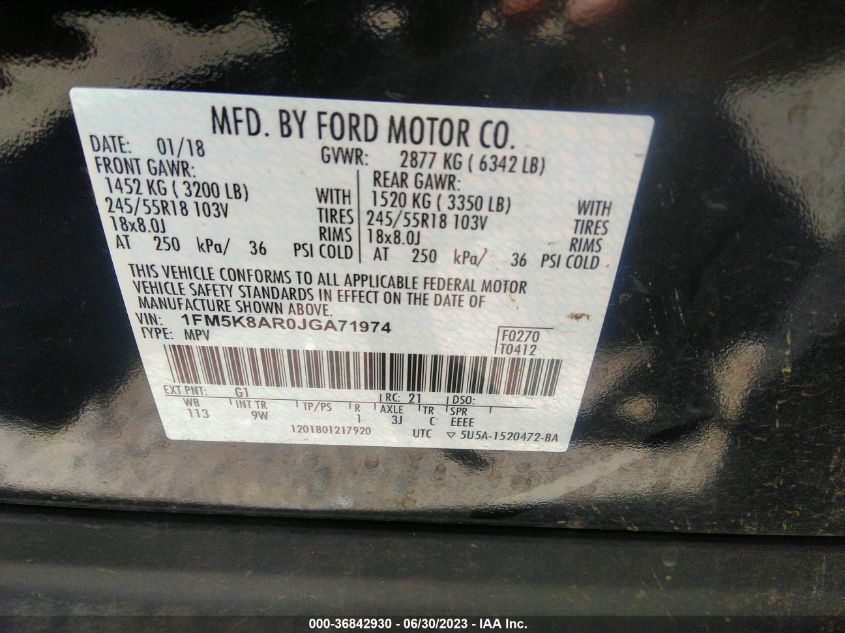 MFD. BY FORD MOTOR CO.
DATE: 01/18 GVWR: 2877 KG ( 6342 LB)
FRONT GAWR: REAR GAWR:
1452 KG ( 3200 LB) WITH 1520 KG ( 3350 LB) WITH
245/55R18 103V TIRES 245/55R18 103V TIRES
18x8.0J RIMS 18x8.0J RIMS
AT 250 kPa/ 36 PSI COLD AT 250 kPa/ 36 PSI COLD
THIS VEHICLE CONFORMS TO ALL APPLICABLE FEDERAL MOTOR
VEHICLE SAFETY STANDARDS IN EFFECT ON THE DATE OF
MANUFACTURE SHOWN ABOVE.
VIN: 1FM5K8AR0JGA71974 F0270
TYPE: MPV T0412
EXT PNT: G1 RC: 21 DSO:
WB INT TR TP/PS R AXLE TR SPR
113 9W 1 3J C EEEE
1201801217920 UTC ▽ 5U5A-1520472-BA
000-36842930 - 06/30/2023 - IAA Inc.